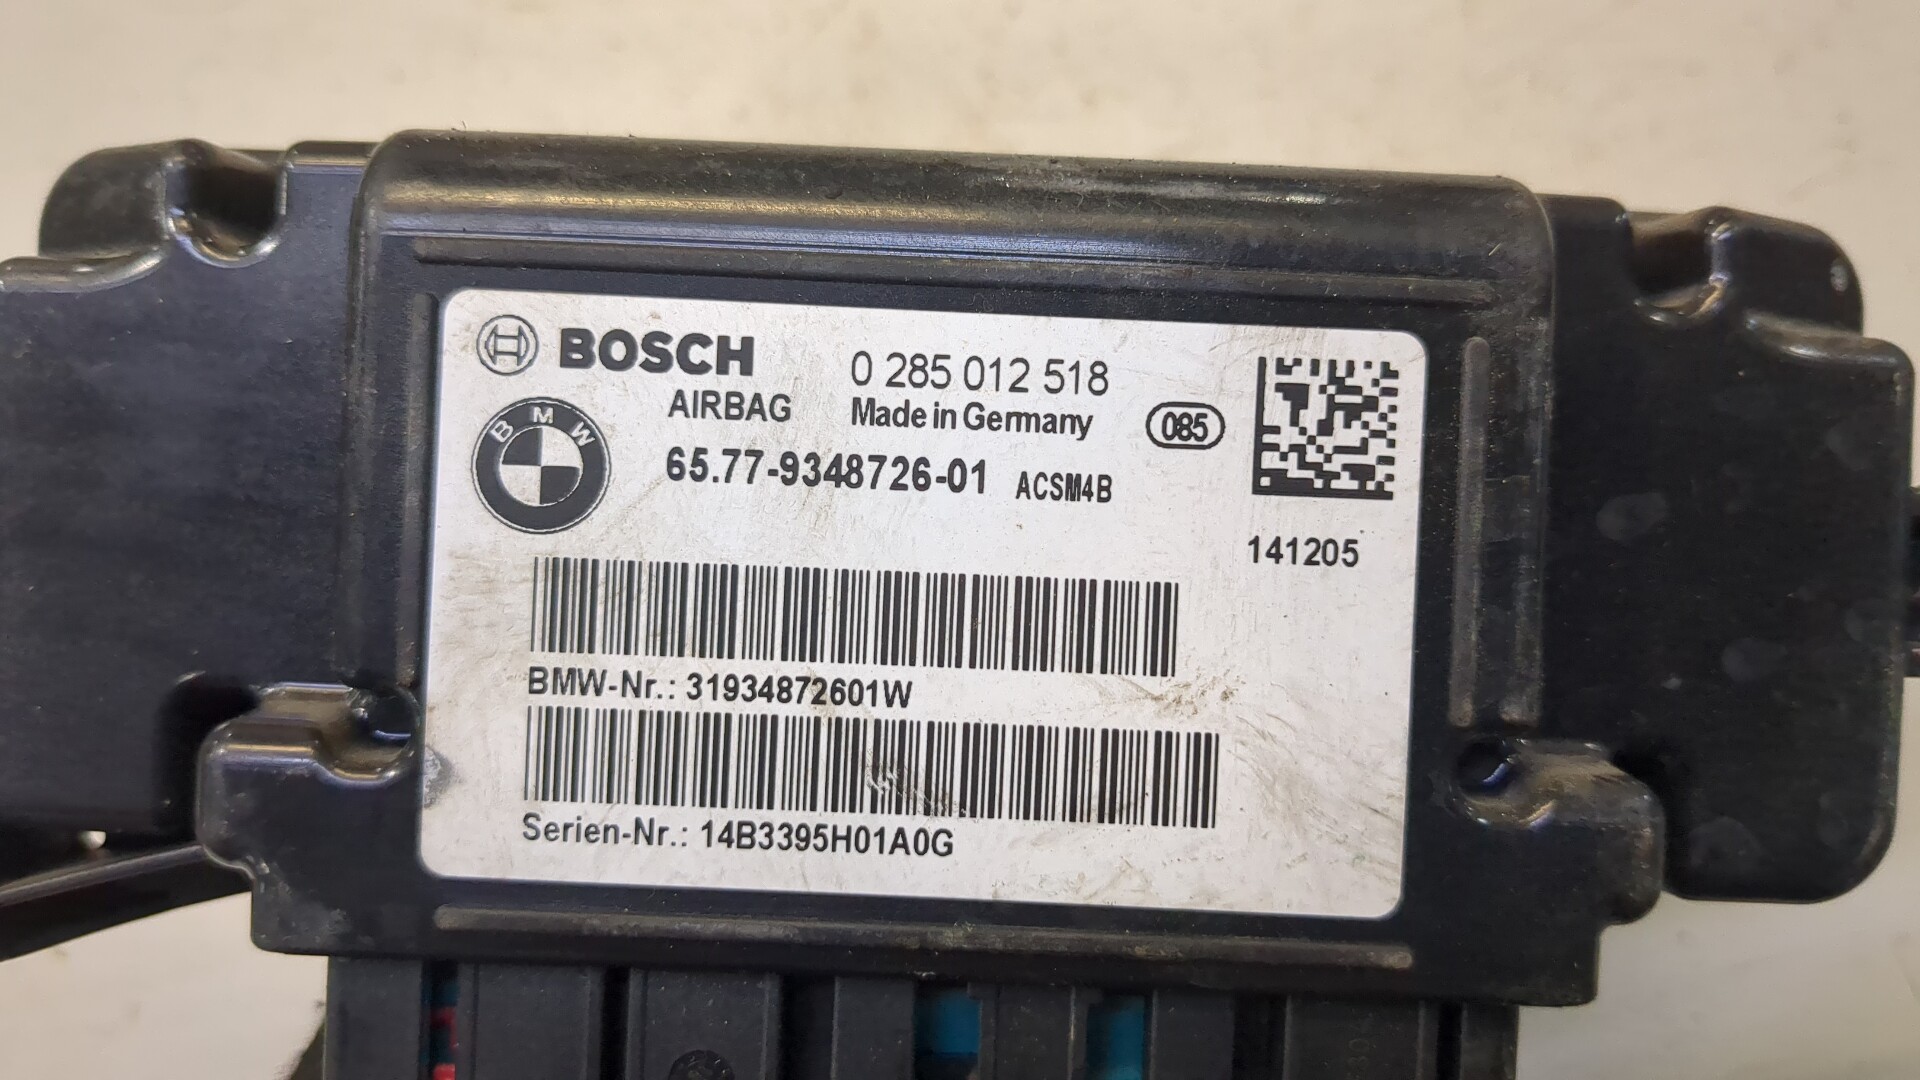 BOSCH 0 285 012 518
AIRBAG Made in Germany 085
BMW
65.77-9348726-01 ACSM4B
141205
BMW-Nr.: 31934872601W
Serien-Nr.: 14B3395H01A0G